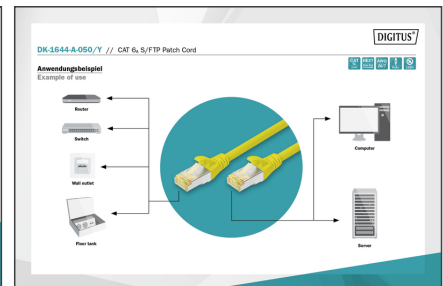 DIGITUS®
DK-1644-A-050/Y // CAT 6A S/FTP Patch Cord
Anwendungsbeispiel
Example of use
Router
Switch
Wall outlet
Floor tank
Computer
Server